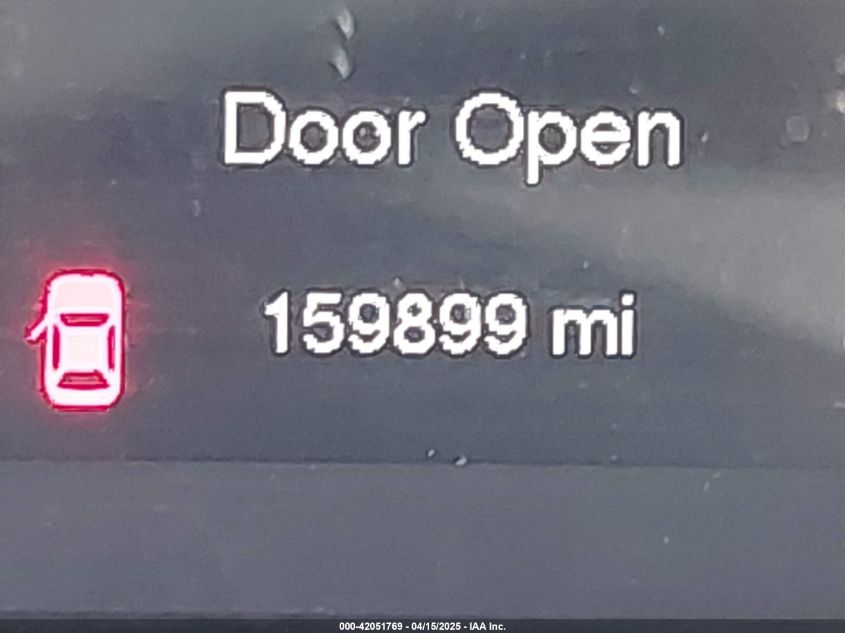 Door Open
159899 mi
000-42051769 - 04/15/2025 - IAA Inc.